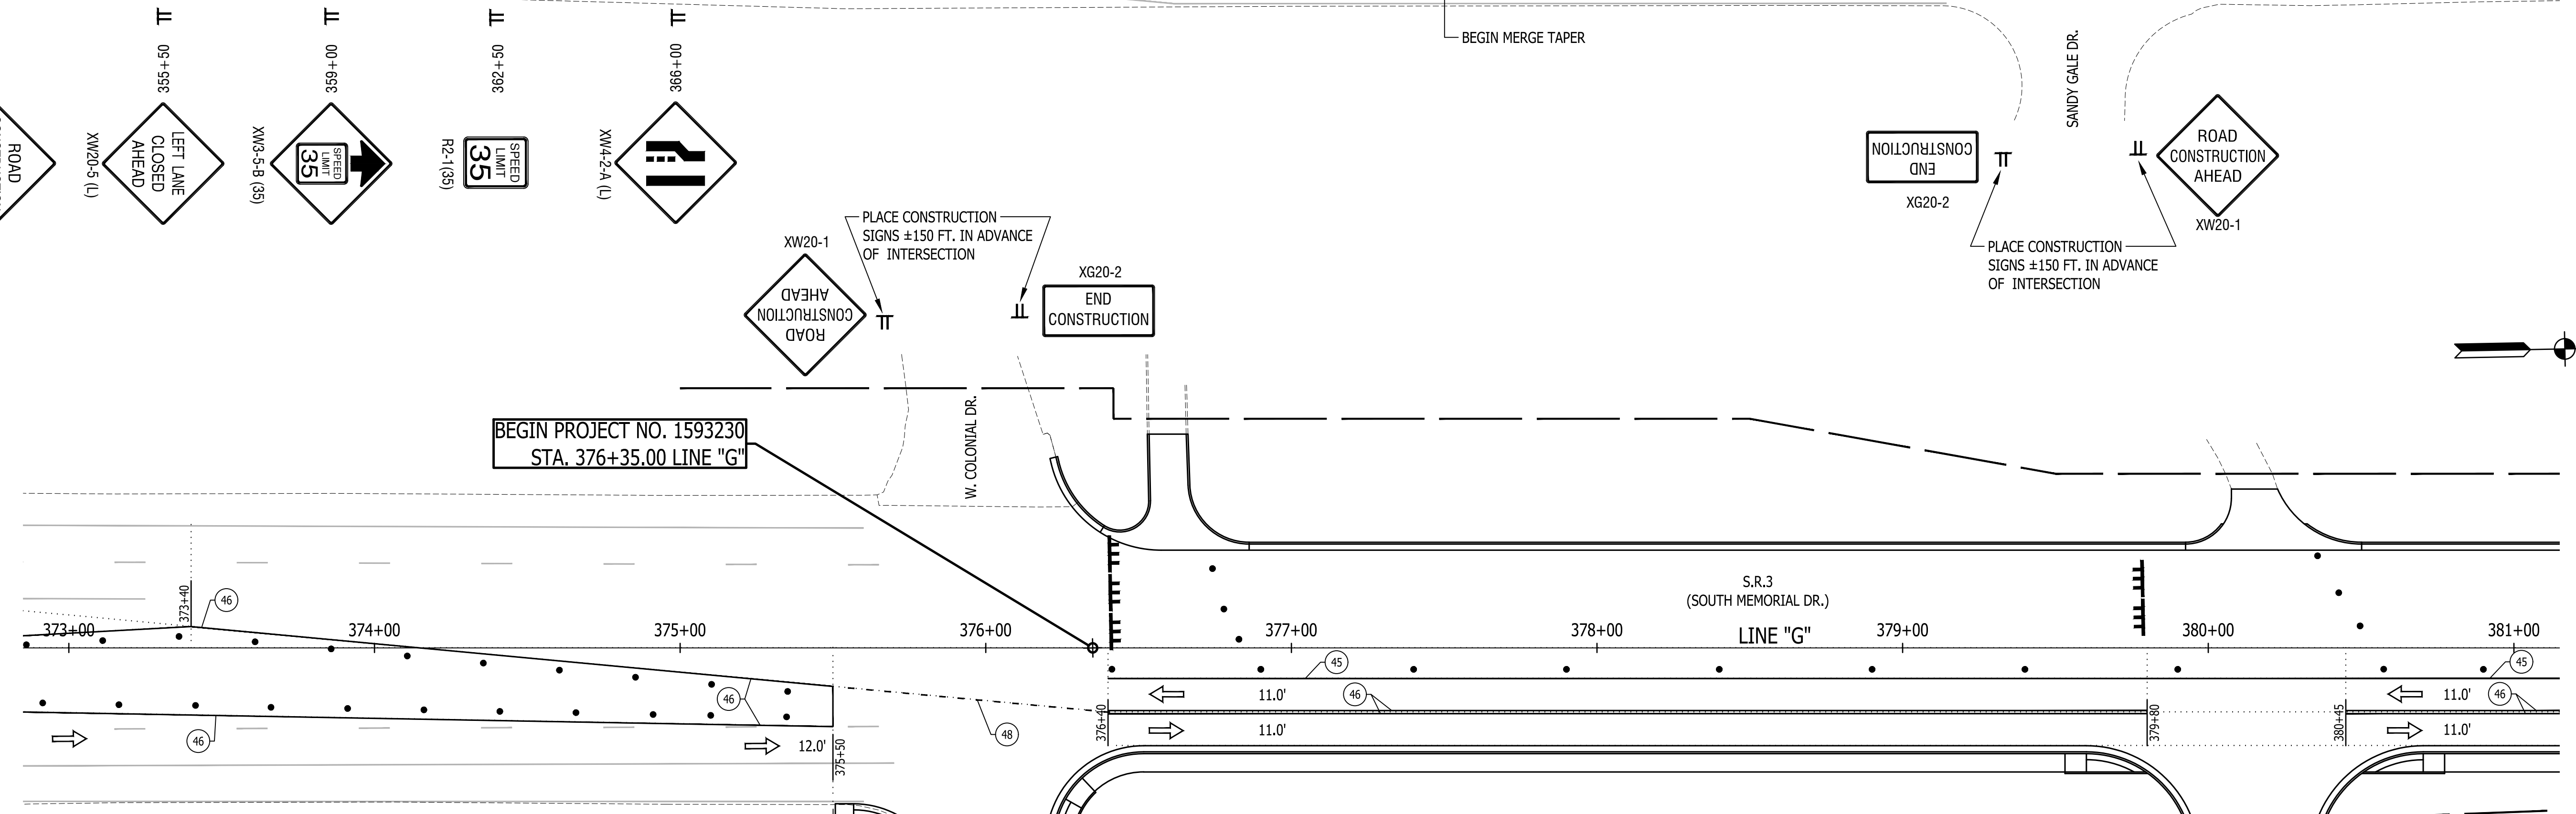 355+50
359+00
362+50
366+00
BEGIN MERGE TAPER
SANDY GALE DR.
ROAD
XW20-5 (L)
LEFT LANE
CLOSED
AHEAD
XW3-5-B (35)
SPEED
LIMIT
35
R2-1(35)
SPEED
LIMIT
35
XW4-2-A (L)
END
CONSTRUCTION
XG20-2
ROAD
CONSTRUCTION
AHEAD
XW20-1
PLACE CONSTRUCTION
SIGNS ±150 FT. IN ADVANCE
OF INTERSECTION
PLACE CONSTRUCTION
SIGNS ±150 FT. IN ADVANCE
OF INTERSECTION
XW20-1
ROAD
CONSTRUCTION
AHEAD
XG20-2
END
CONSTRUCTION
W. COLONIAL DR.
BEGIN PROJECT NO. 1593230
STA. 376+35.00 LINE "G"
373+40
46
S.R.3
(SOUTH MEMORIAL DR.)
LINE "G"
373+00
374+00
375+00
376+00
377+00
378+00
379+00
380+00
381+00
45
45
46
46
11.0'
46
11.0'
46
48
376+40
11.0'
379+80
380+45
11.0'
12.0'
375+50